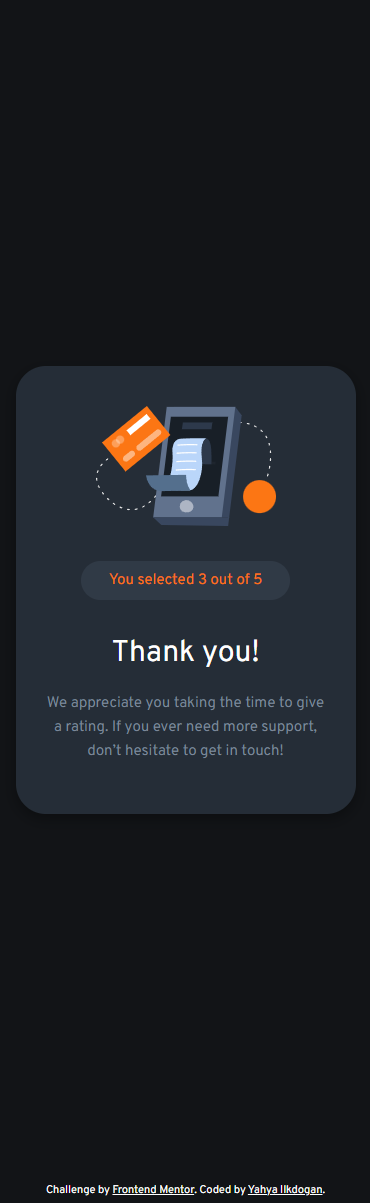 You selected 3 out of 5
Thank you!
We appreciate you taking the time to give
a rating. If you ever need more support,
don't hesitate to get in touch!
Challenge by Frontend Mentor. Coded by Yahya Ilkdogan.